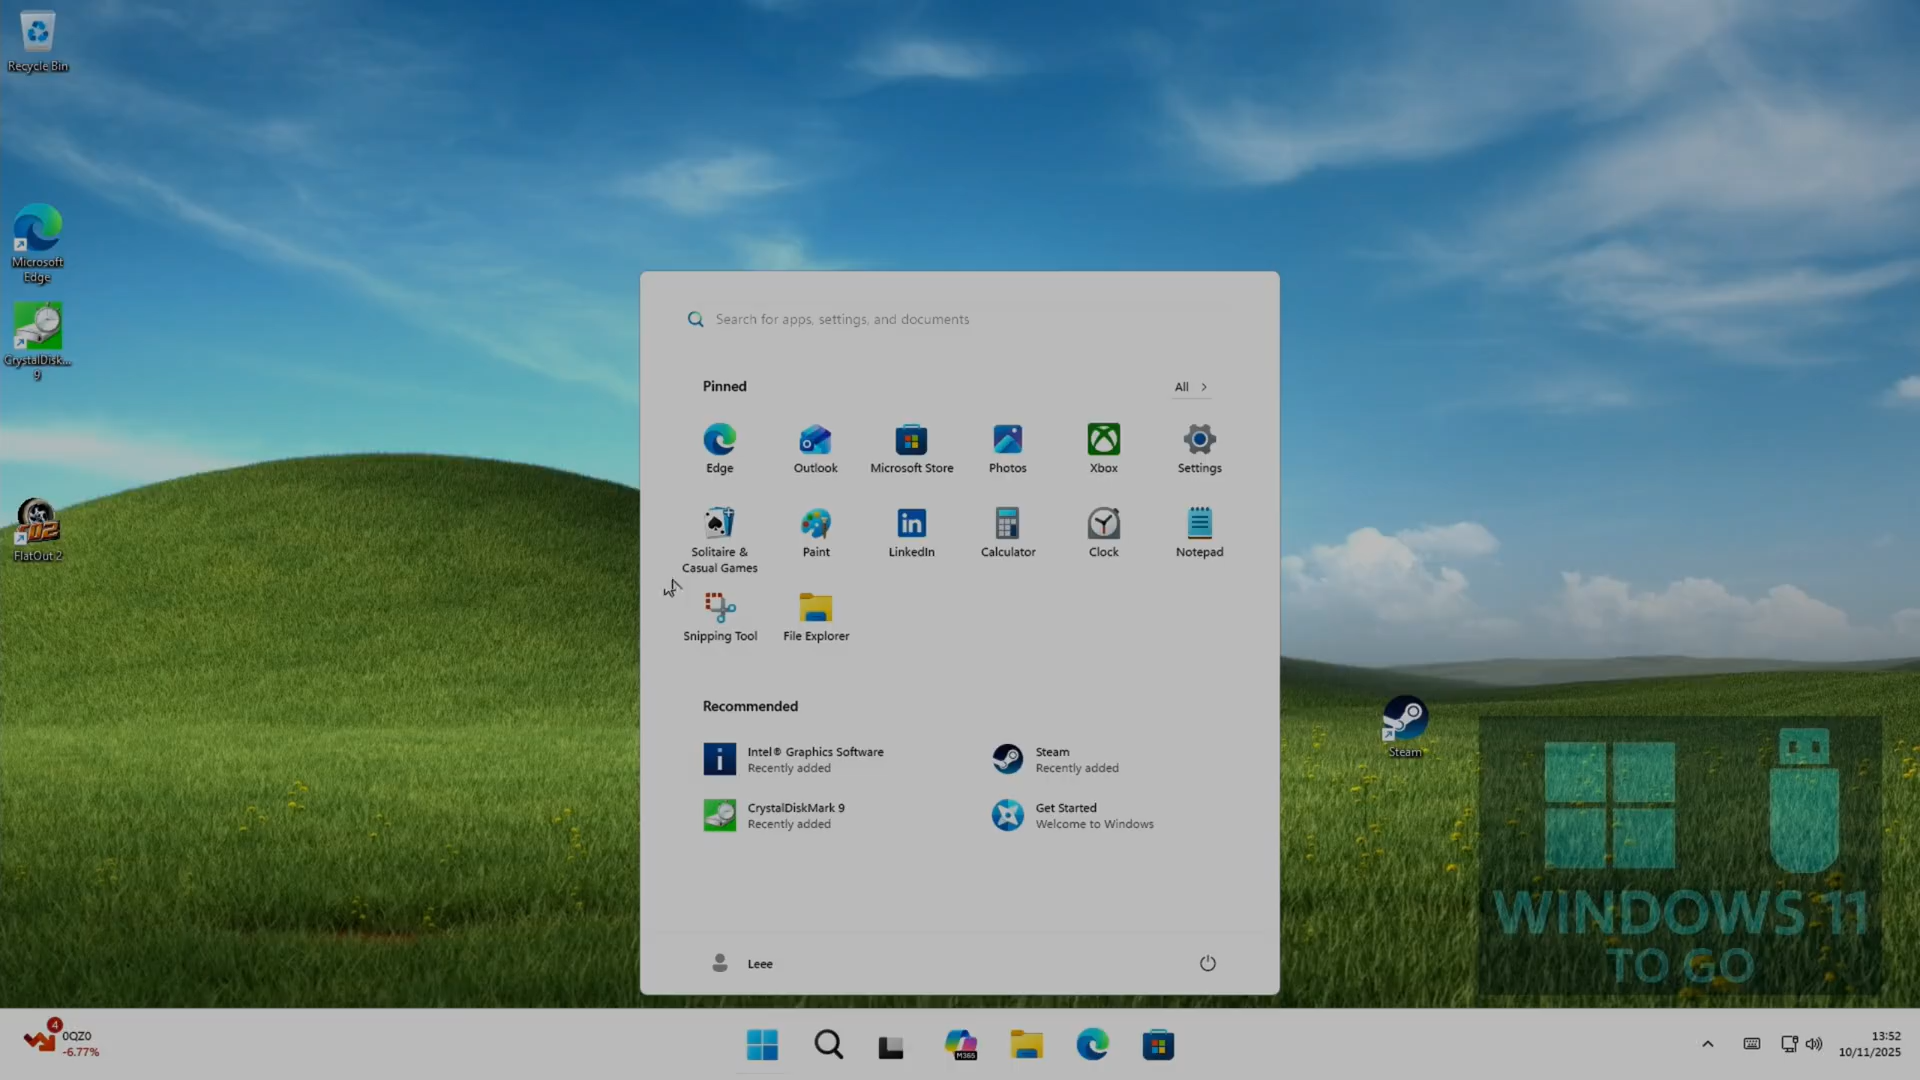 Recycle Bin
Microsoft
Edge
CrystalDisk...
9
FlatOut 2
Search for apps, settings, and documents
Pinned
All
Edge
Outlook
Microsoft Store
Photos
Xbox
Settings
Solitaire &
Casual Games
Paint
LinkedIn
Calculator
Clock
Notepad
Snipping Tool
File Explorer
Recommended
Intel® Graphics Software
Recently added
Steam
Recently added
CrystalDiskMark 9
Recently added
Get Started
Welcome to Windows
Leee
Steam
WINDOWS 11
TO GO
4
0QZ0
-6.77%
M365
13:52
10/11/2025